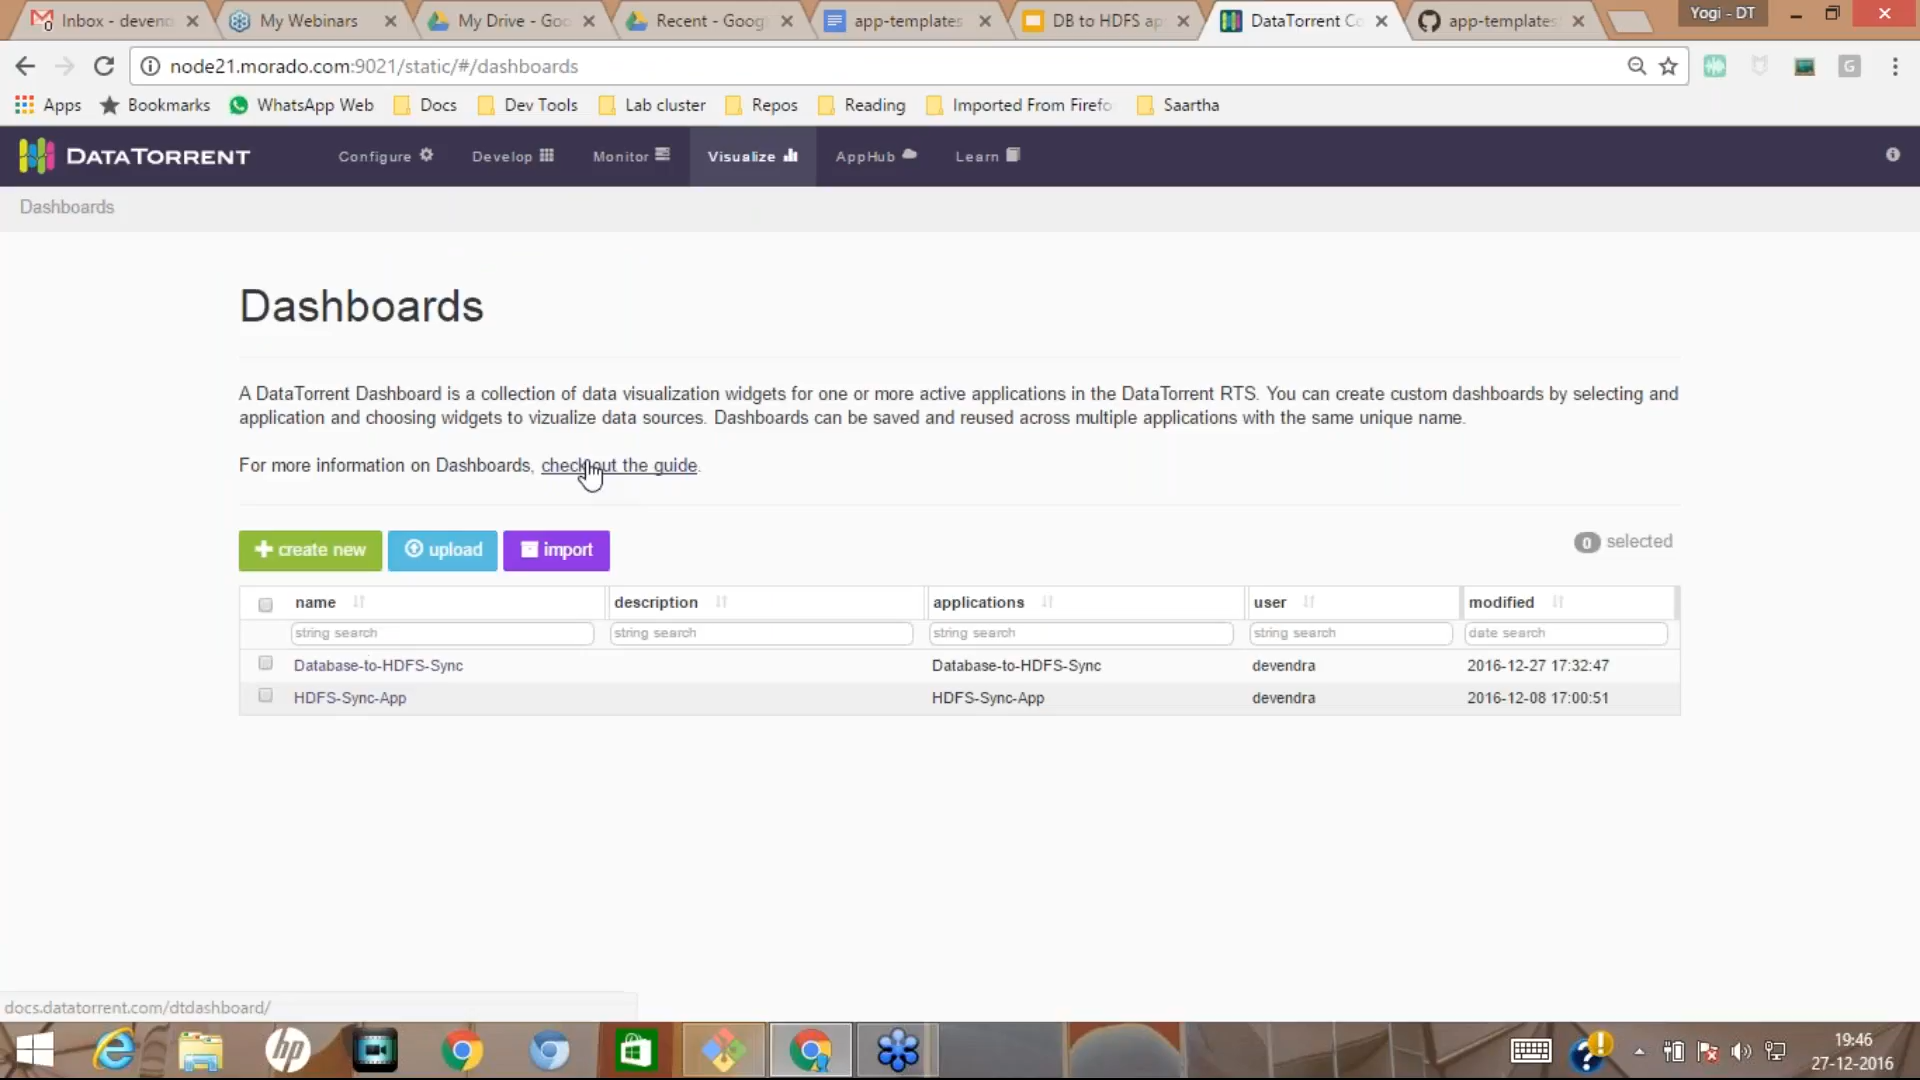 Inbox - devend
My Webinars
My Drive - Goo
Recent - Google
app-templates
DB to HDFS ap
DataTorrent Co
app-templates
Yogi - DT
node21.morado.com:9021/static/#/dashboards
Apps
Bookmarks
WhatsApp Web
Docs
Dev Tools
Lab cluster
Repos
Reading
Imported From Firefo
Saartha
DATATORRENT
Configure
Develop
Monitor
Visualize
AppHub
Learn
Dashboards
Dashboards
A DataTorrent Dashboard is a collection of data visualization widgets for one or more active applications in the DataTorrent RTS. You can create custom dashboards by selecting and
application and choosing widgets to vizualize data sources. Dashboards can be saved and reused across multiple applications with the same unique name.
For more information on Dashboards, check out the guide.
create new
upload
import
0 selected
name description applications user modified
string search string search string search string search date search
Database-to-HDFS-Sync Database-to-HDFS-Sync devendra 2016-12-27 17:32:47
HDFS-Sync-App HDFS-Sync-App devendra 2016-12-08 17:00:51
docs.datatorrent.com/dtdashboard/
19:46
27-12-2016